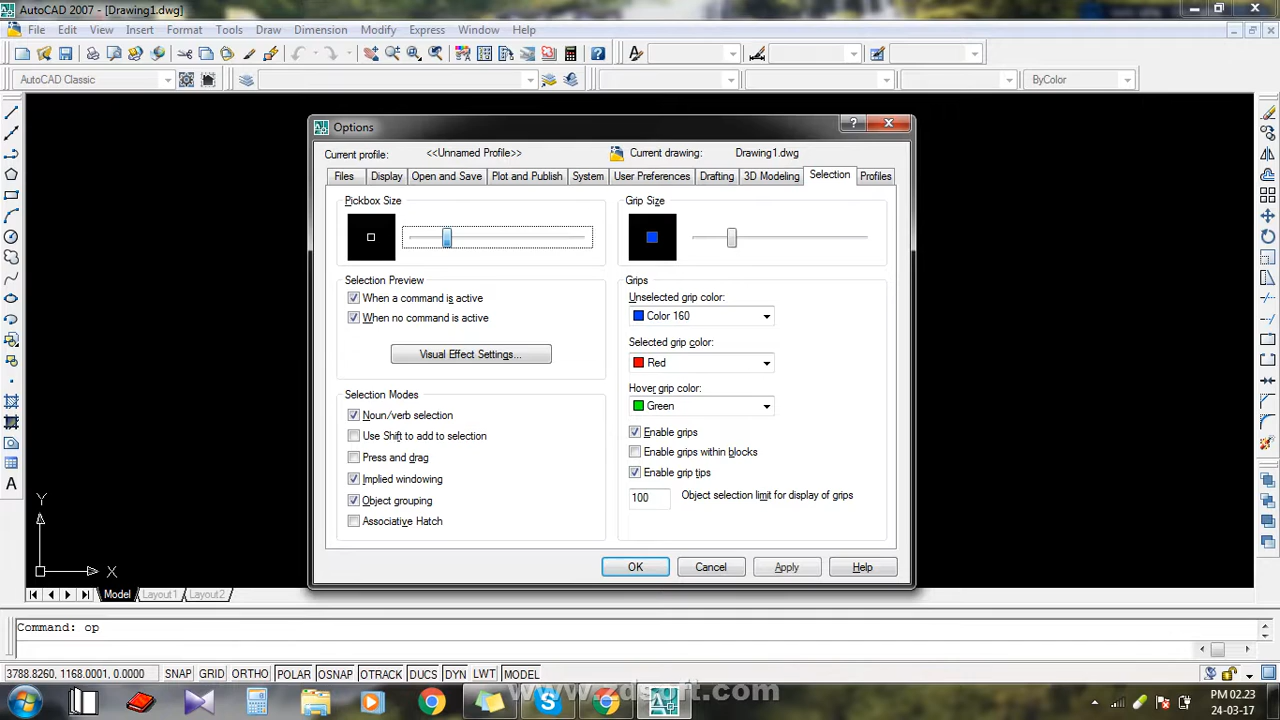 AutoCAD 2007 - [Drawing1.dwg]
File Edit View Insert Format Tools Draw Dimension Modify Express Window Help
AutoCAD Classic
ByColor
Options
Current profile: <<Unnamed Profile>> Current drawing: Drawing1.dwg
Files Display Open and Save Plot and Publish System User Preferences Drafting 3D Modeling Selection Profiles
Pickbox Size
Grip Size
Selection Preview
When a command is active
When no command is active
Visual Effect Settings...
Selection Modes
Noun/verb selection
Use Shift to add to selection
Press and drag
Implied windowing
Object grouping
Associative Hatch
Grips
Unselected grip color:
Color 160
Selected grip color:
Red
Hover grip color:
Green
Enable grips
Enable grips within blocks
Enable grip tips
100 Object selection limit for display of grips
OK Cancel Apply Help
Y
X
Model Layout1 Layout2
Command: op
3788.8260, 1168.0001, 0.0000 SNAP GRID ORTHO POLAR OSNAP OTRACK DUCS DYN LWT MODEL
www.zdsoft.com
PM 02.23
24-03-17